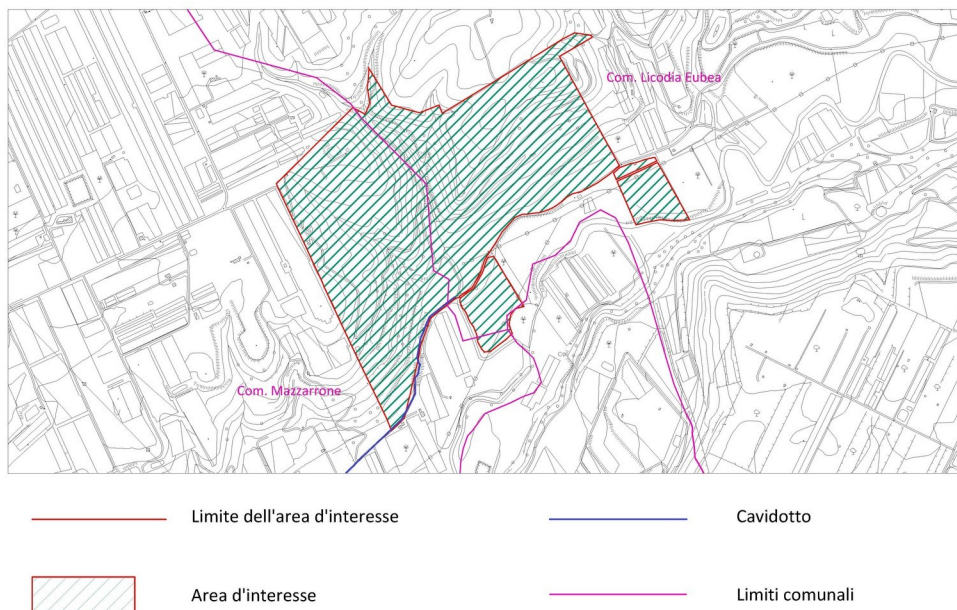 Com. Licodia Eubea
Com. Mazzarrone
Limite dell'area d'interesse
Cavidotto
Area d'interesse
Limiti comunali